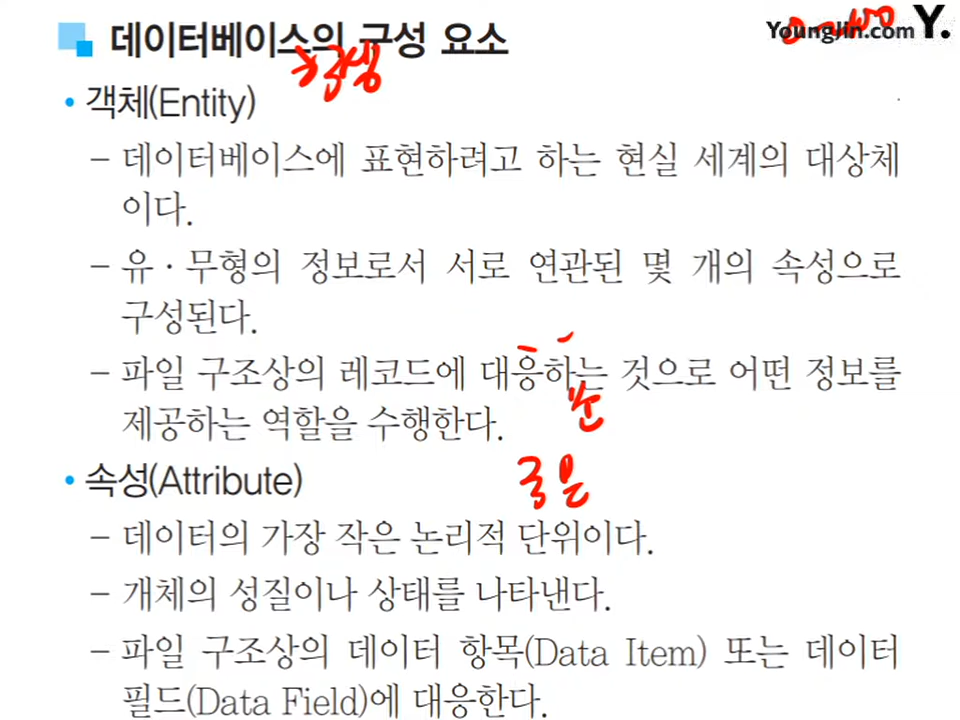 Younglin.com Y.
데이터베이스의 구성 요소
학생
• 객체(Entity)
– 데이터베이스에 표현하려고 하는 현실 세계의 대상체
이다.
– 유·무형의 정보로서 서로 연관된 몇 개의 속성으로
구성된다.
– 파일 구조상의 레코드에 대응하는 것으로 어떤 정보를
제공하는 역할을 수행한다.
• 속성(Attribute)
– 데이터의 가장 작은 논리적 단위이다.
– 개체의 성질이나 상태를 나타낸다.
– 파일 구조상의 데이터 항목(Data Item) 또는 데이터
필드(Data Field)에 대응한다.